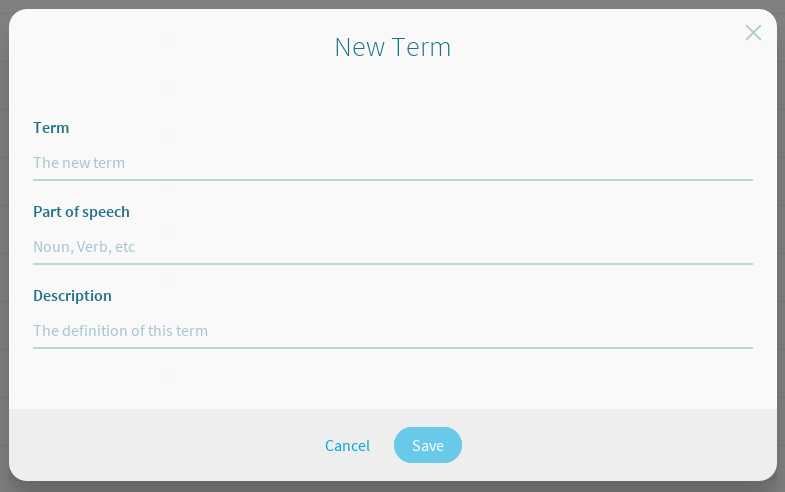 New Term
Term
The new term
Part of speech
Noun, Verb, etc
Description
The definition of this term
Cancel
Save